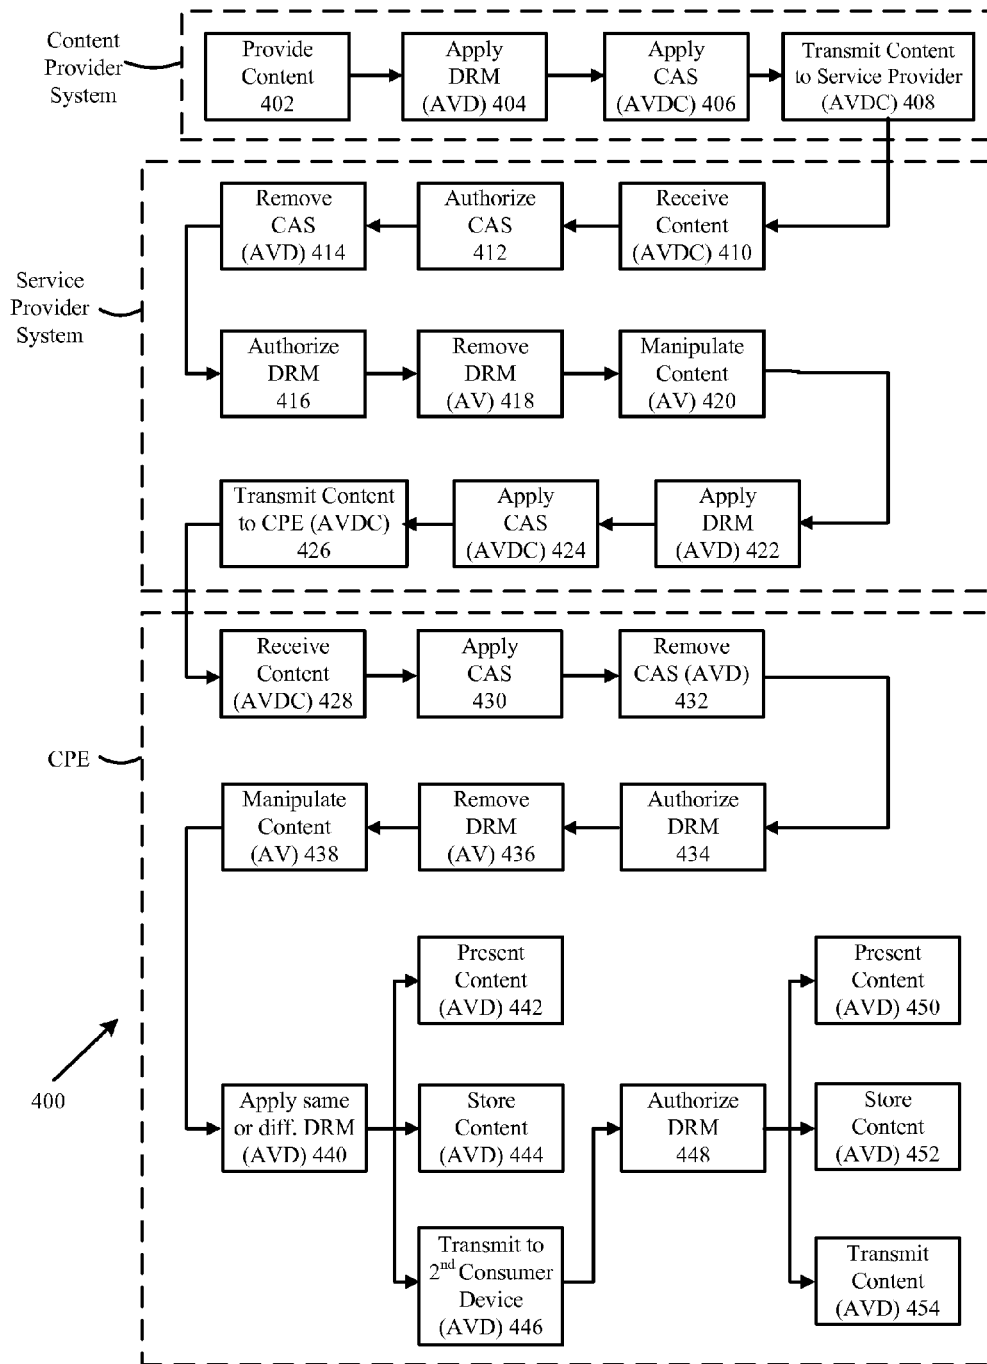 Content
Provider
System
Provide
Content
402
Apply
DRM
(AVD) 404
Apply
CAS
(AVDC) 406
Transmit Content
to Service Provider
(AVDC) 408
Service
Provider
System
Remove
CAS
(AVD) 414
Authorize
CAS
412
Receive
Content
(AVDC) 410
Authorize
DRM
416
Remove
DRM
(AV) 418
Manipulate
Content
(AV) 420
Transmit Content
to CPE (AVDC)
426
Apply
CAS
(AVDC) 424
Apply
DRM
(AVD) 422
CPE
Receive
Content
(AVDC) 428
Apply
CAS
430
Remove
CAS (AVD)
432
Manipulate
Content
(AV) 438
Remove
DRM
(AV) 436
Authorize
DRM
434
Present
Content
(AVD) 442
Present
Content
(AVD) 450
400
Apply same
or diff. DRM
(AVD) 440
Store
Content
(AVD) 444
Authorize
DRM
448
Store
Content
(AVD) 452
Transmit to
2nd Consumer
Device
(AVD) 446
Transmit
Content
(AVD) 454